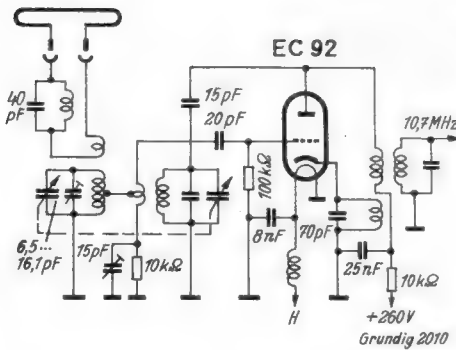 EC 92
40
pF
15pF
20pF
10,7MHz
100kΩ
8nF
70pF
6,5...
16,1pF
15pF
10kΩ
25nF
10kΩ
H
+260V
Grundig 2010